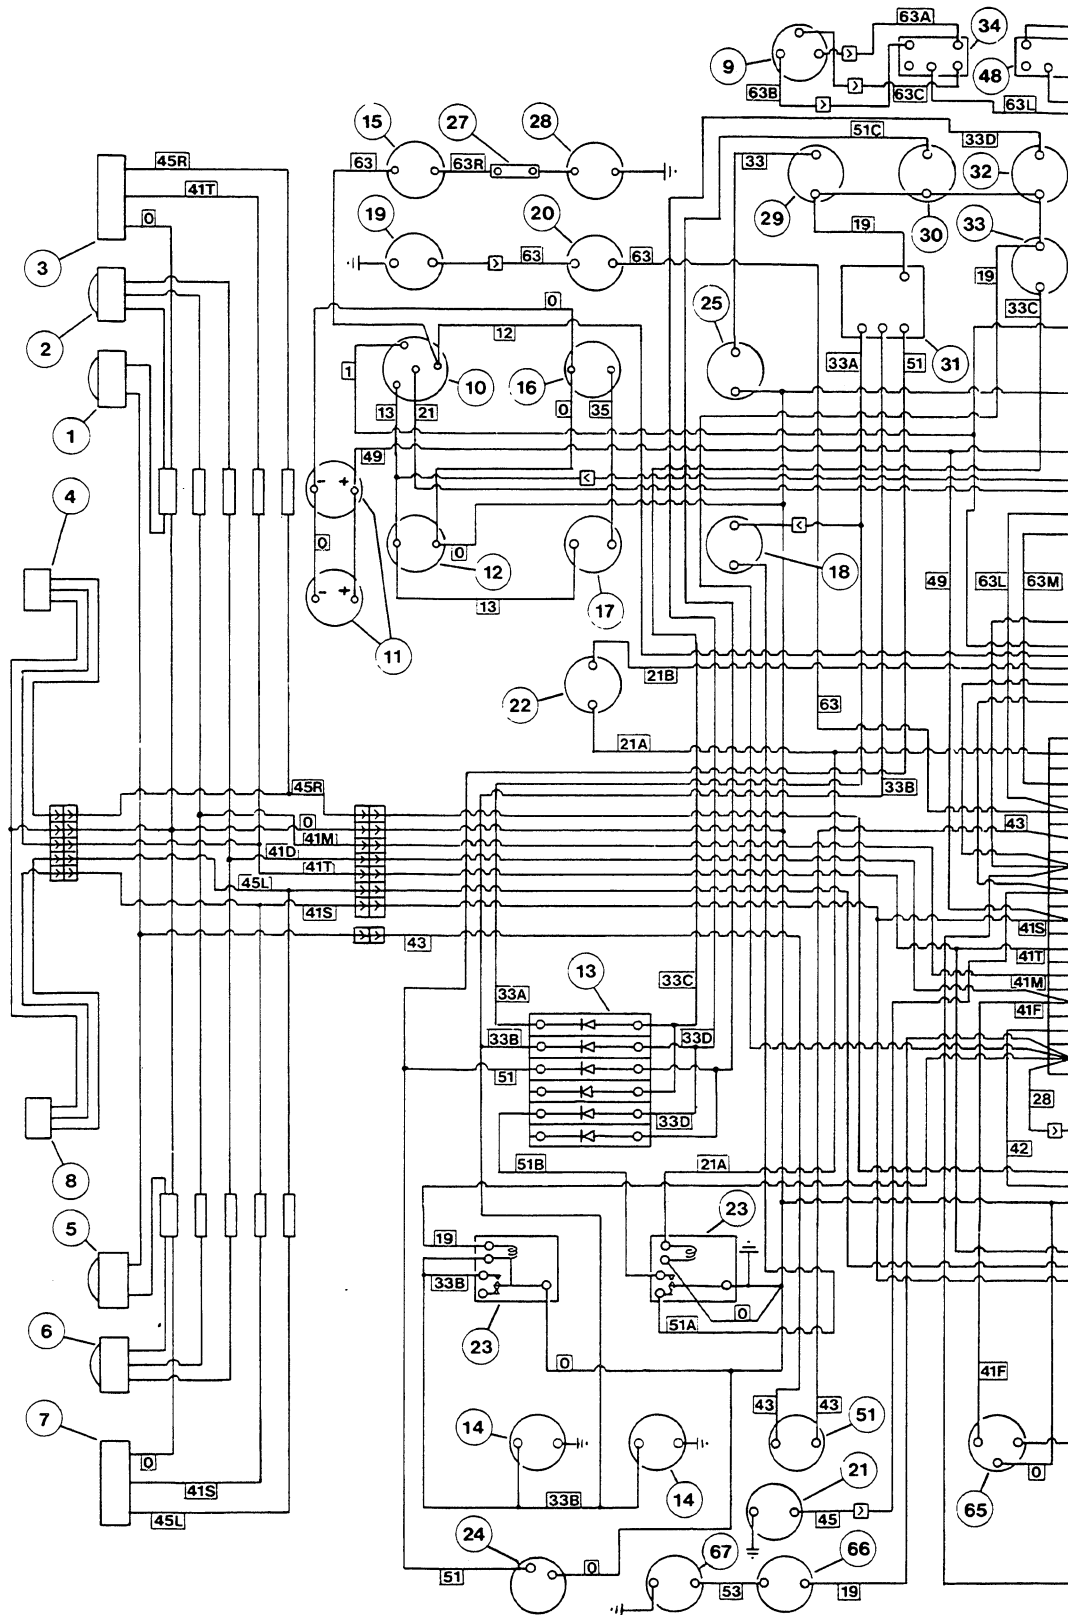 63A
34
9
48
63B
63C
63L
15
27
28
51C
33D
63
63R
33
32
29
30
33
19
20
19
63
63
19
33C
45R
41T
0
3
2
1
0
12
25
1
10
16
33A
51
31
13
21
0
35
49
4
- +
0
12
0
13
17
18
- +
11
49
63L
63M
22
21B
63
21A
33B
45R
0
41M
41D
41T
45L
41S
43
43
41S
41T
41M
41F
13
33A
33C
33B
33D
51
33D
28
42
8
51B
21A
5
19
33B
23
23
0
51A
6
0
41F
7
0
41S
45L
14
33B
14
43
43
51
21
45
65
0
24
51
0
67
53
66
19